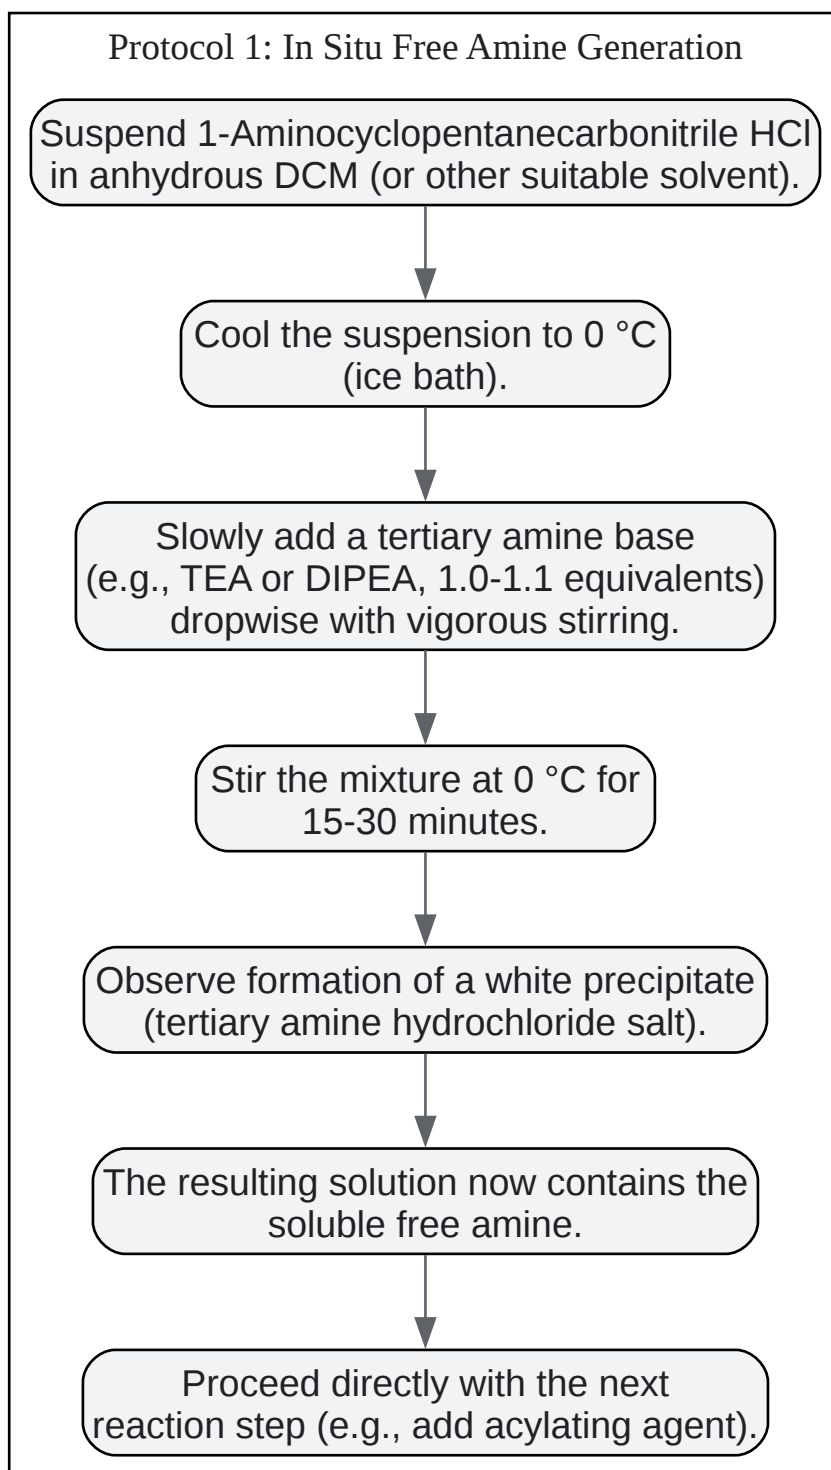 Protocol 1: In Situ Free Amine Generation
Suspend 1-Aminocyclopentanecarbonitrile HCl
in anhydrous DCM (or other suitable solvent).
Cool the suspension to 0 °C
(ice bath).
Slowly add a tertiary amine base
(e.g., TEA or DIPEA, 1.0-1.1 equivalents)
dropwise with vigorous stirring.
Stir the mixture at 0 °C for
15-30 minutes.
Observe formation of a white precipitate
(tertiary amine hydrochloride salt).
The resulting solution now contains the
soluble free amine.
Proceed directly with the next
reaction step (e.g., add acylating agent).